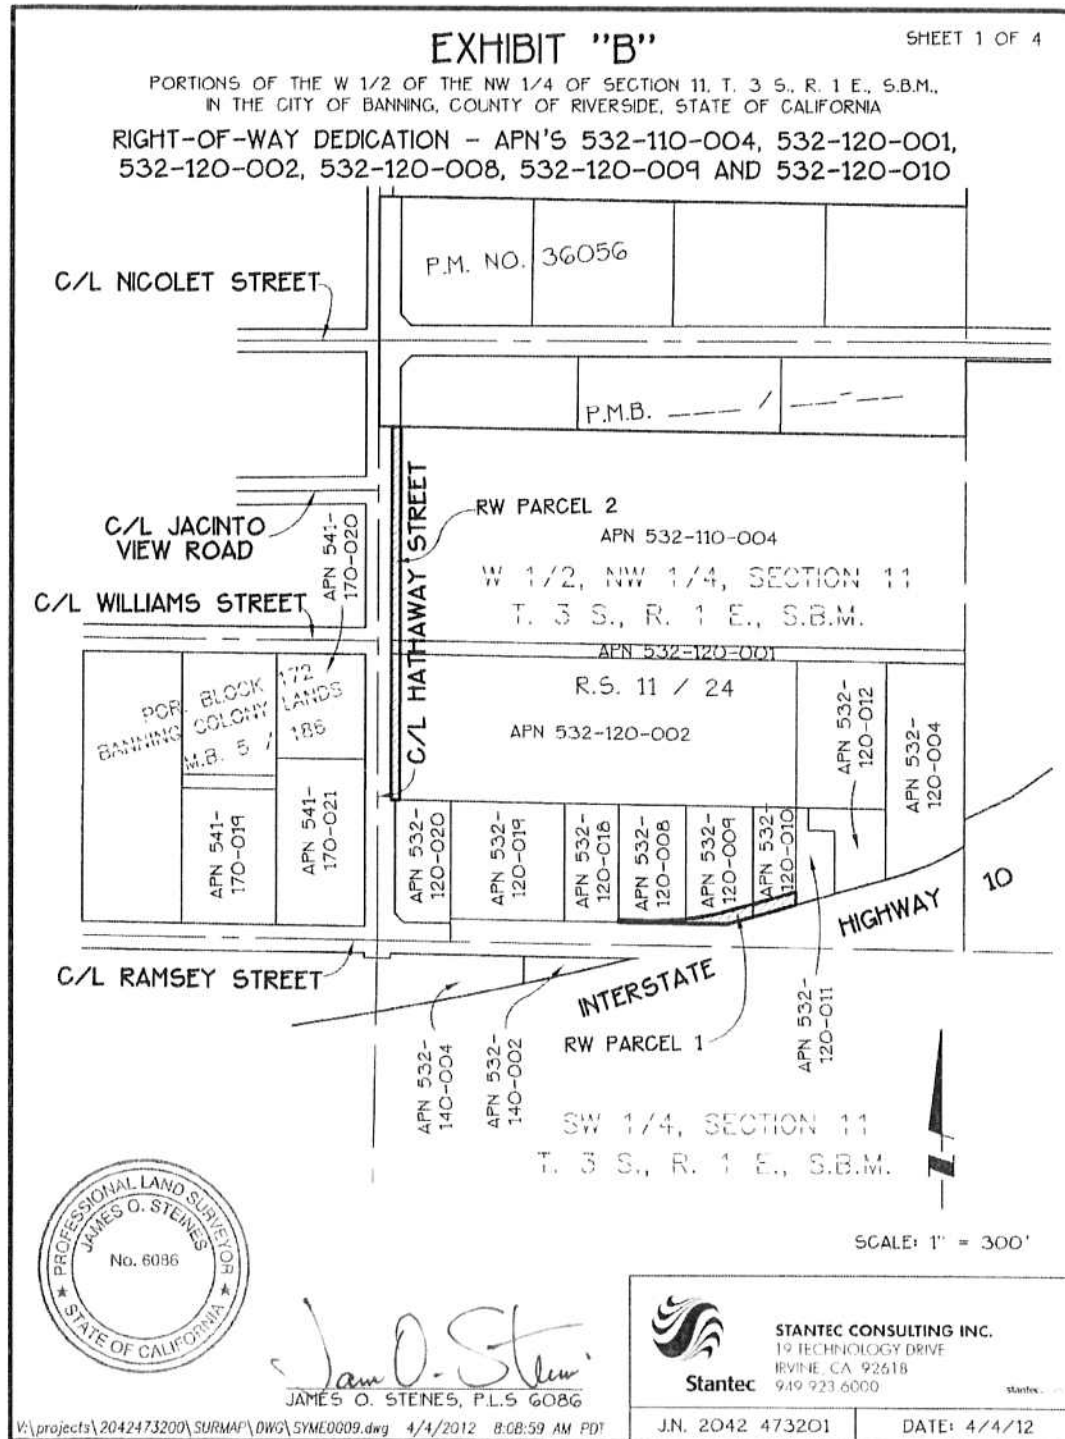 EXHIBIT "B"
SHEET 1 OF 4
PORTIONS OF THE W 1/2 OF THE NW 1/4 OF SECTION 11, T. 3 S., R. 1 E., S.B.M.,
IN THE CITY OF BANNING, COUNTY OF RIVERSIDE, STATE OF CALIFORNIA
RIGHT-OF-WAY DEDICATION - APN'S 532-110-004, 532-120-001,
532-120-002, 532-120-008, 532-120-009 AND 532-120-010
P.M. NO. 36056
C/L NICOLET STREET
P.M.B. ____ / ____-____
C/L HATHAWAY STREET
RW PARCEL 2
APN 532-110-004
C/L JACINTO
VIEW ROAD
APN 541-
170-020
W 1/2, NW 1/4, SECTION 11
T. 3 S., R. 1 E., S.B.M.
C/L WILLIAMS STREET
APN 532-120-001
R.S. 11 / 24
APN 532-120-002
POR. BLOCK 172
BANNING COLONY LANDS
M.B. 5 / 186
APN 532-
120-012
APN 532-
120-004
APN 541-
170-019
APN 541-
170-021
APN 532-
120-020
APN 532-
120-019
APN 532-
120-018
APN 532-
120-008
APN 532-
120-009
APN 532-
120-010
INTERSTATE HIGHWAY 10
C/L RAMSEY STREET
APN 532-
120-011
RW PARCEL 1
APN 532-
140-004
APN 532-
140-002
SW 1/4, SECTION 11
T. 3 S., R. 1 E., S.B.M.
N
SCALE: 1" = 300'
PROFESSIONAL LAND SURVEYOR
JAMES O. STEINES
No. 6086
STATE OF CALIFORNIA
JAMES O. STEINES, P.L.S 6086
Stantec
STANTEC CONSULTING INC.
19 TECHNOLOGY DRIVE
IRVINE, CA 92618
949.923.6000
J.N. 2042 473201
DATE: 4/4/12
V:\projects\2042473200\SURMAP\DWG\SYME0009.dwg 4/4/2012 8:08:59 AM PDT